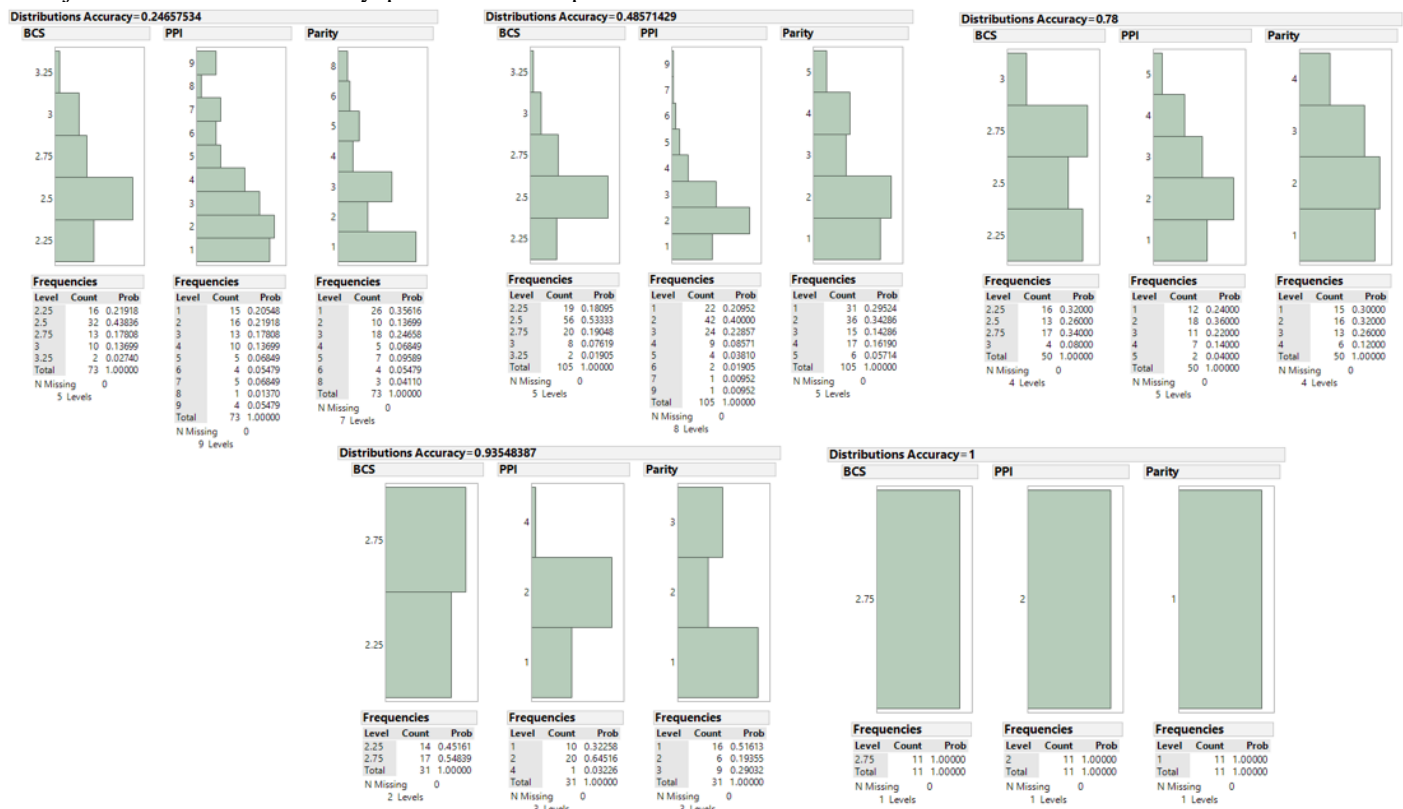 Distributions Accuracy=0.24657534
BCS PPI Parity
3.25
3
2.75
2.5
2.25
9
8
7
6
5
4
3
2
1
8
6
5
4
3
2
1
Frequencies
Level Count Prob
2.25 16 0.21918
2.5 32 0.43836
2.75 13 0.17808
3 10 0.13699
3.25 2 0.02740
Total 73 1.00000
N Missing 0
5 Levels
Frequencies
Level Count Prob
1 15 0.20548
2 16 0.21918
3 13 0.17808
4 10 0.13699
5 5 0.06849
6 4 0.05479
7 5 0.06849
8 1 0.01370
9 4 0.05479
Total 73 1.00000
N Missing 0
9 Levels
Frequencies
Level Count Prob
1 26 0.35616
2 10 0.13699
3 18 0.24658
4 5 0.06849
5 7 0.09589
6 4 0.05479
8 3 0.04110
Total 73 1.00000
N Missing 0
7 Levels
Distributions Accuracy=0.48571429
BCS PPI Parity
3.25
3
2.75
2.5
2.25
9
7
6
5
4
3
2
1
5
4
3
2
1
Frequencies
Level Count Prob
2.25 19 0.18095
2.5 56 0.53333
2.75 20 0.19048
3 8 0.07619
3.25 2 0.01905
Total 105 1.00000
N Missing 0
5 Levels
Frequencies
Level Count Prob
1 22 0.20952
2 42 0.40000
3 24 0.22857
4 9 0.08571
5 4 0.03810
6 2 0.01905
7 1 0.00952
9 1 0.00952
Total 105 1.00000
N Missing 0
8 Levels
Frequencies
Level Count Prob
1 31 0.29524
2 36 0.34286
3 15 0.14286
4 17 0.16190
5 6 0.05714
Total 105 1.00000
N Missing 0
5 Levels
Distributions Accuracy=0.78
BCS PPI Parity
3
2.75
2.5
2.25
5
4
3
2
1
4
3
2
1
Frequencies
Level Count Prob
2.25 16 0.32000
2.5 13 0.26000
2.75 17 0.34000
3 4 0.08000
Total 50 1.00000
N Missing 0
4 Levels
Frequencies
Level Count Prob
1 12 0.24000
2 18 0.36000
3 11 0.22000
4 7 0.14000
5 2 0.04000
Total 50 1.00000
N Missing 0
5 Levels
Frequencies
Level Count Prob
1 15 0.30000
2 16 0.32000
3 13 0.26000
4 6 0.12000
Total 50 1.00000
N Missing 0
4 Levels
Distributions Accuracy=0.93548387
BCS PPI Parity
2.75
2.25
4
2
1
3
2
1
Frequencies
Level Count Prob
2.25 14 0.45161
2.75 17 0.54839
Total 31 1.00000
N Missing 0
2 Levels
Frequencies
Level Count Prob
1 10 0.32258
2 20 0.64516
4 1 0.03226
Total 31 1.00000
N Missing 0
3 Levels
Frequencies
Level Count Prob
1 16 0.51613
2 6 0.19355
3 9 0.29032
Total 31 1.00000
N Missing 0
3 Levels
Distributions Accuracy=1
BCS PPI Parity
2.75
2
1
Frequencies
Level Count Prob
2.75 11 1.00000
Total 11 1.00000
N Missing 0
1 Levels
Frequencies
Level Count Prob
2 11 1.00000
Total 11 1.00000
N Missing 0
1 Levels
Frequencies
Level Count Prob
1 11 1.00000
Total 11 1.00000
N Missing 0
1 Levels